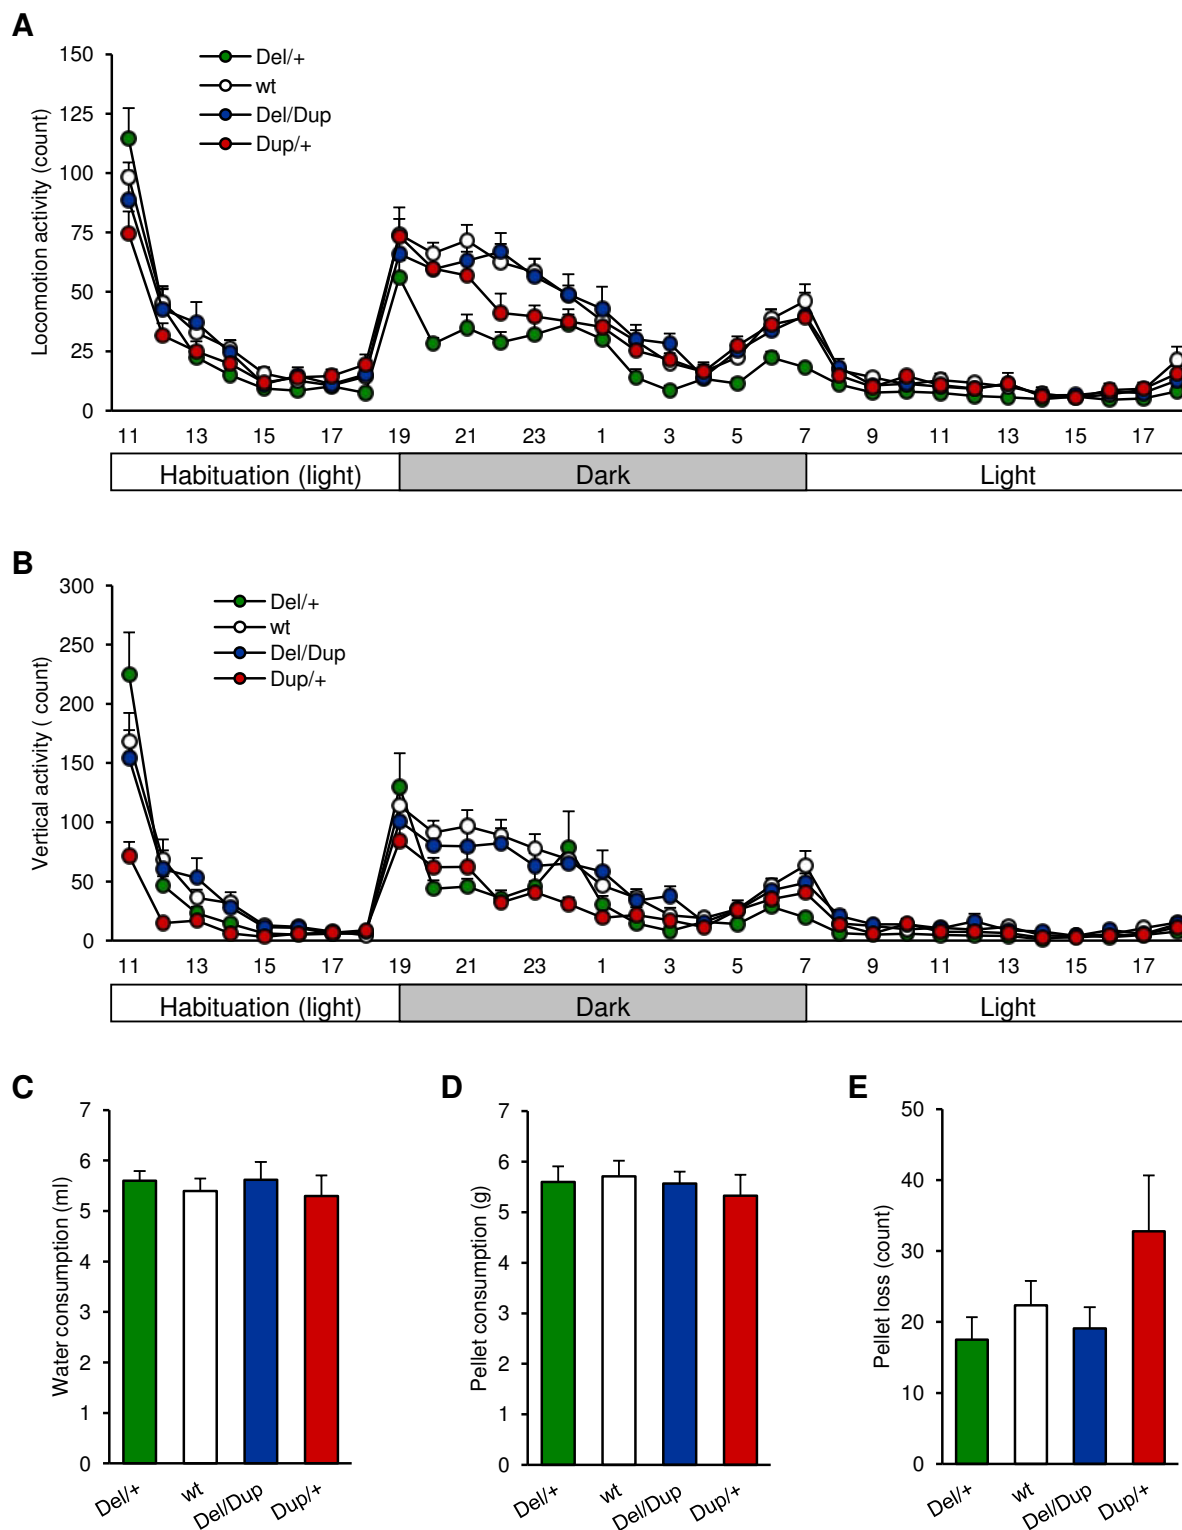 A
Locomotion activity (count)
150
125
100
75
50
25
0
Del/+
wt
Del/Dup
Dup/+
11 13 15 17 19 21 23 1 3 5 7 9 11 13 15 17
Habituation (light) Dark Light
B
Vertical activity ( count)
300
250
200
150
100
50
0
Del/+
wt
Del/Dup
Dup/+
11 13 15 17 19 21 23 1 3 5 7 9 11 13 15 17
Habituation (light) Dark Light
C
Water consumption (ml)
7
6
5
4
3
2
1
0
Del/+ wt Del/Dup Dup/+
D
Pellet consumption (g)
7
6
5
4
3
2
1
0
Del/+ wt Del/Dup Dup/+
E
Pellet loss (count)
50
40
30
20
10
0
Del/+ wt Del/Dup Dup/+